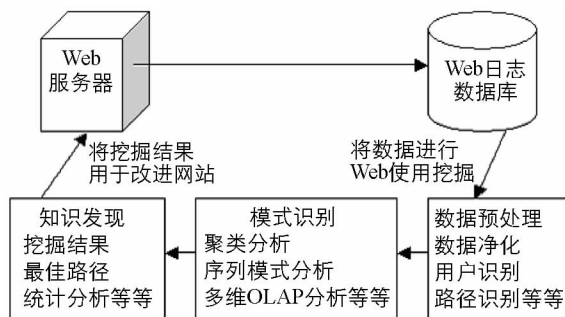 Web
服务器
Web日志
数据库
将挖掘结果
用于改进网站
将数据进行
Web使用挖掘
知识发现
挖掘结果
最佳路径
统计分析等等
模式识别
聚类分析
序列模式分析
多维OLAP分析等等
数据预处理
数据净化
用户识别
路径识别等等